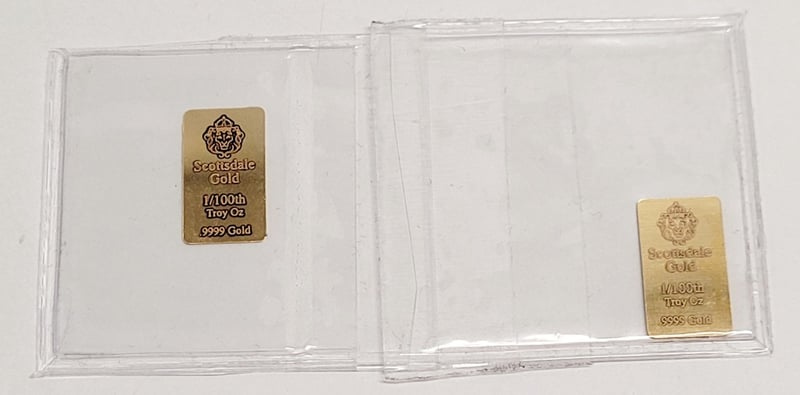 Scottsdale
Gold
1/100th
Troy Oz
.9999 Gold
Scottsdale
Gold
1/100th
Troy Oz
.9999 Gold